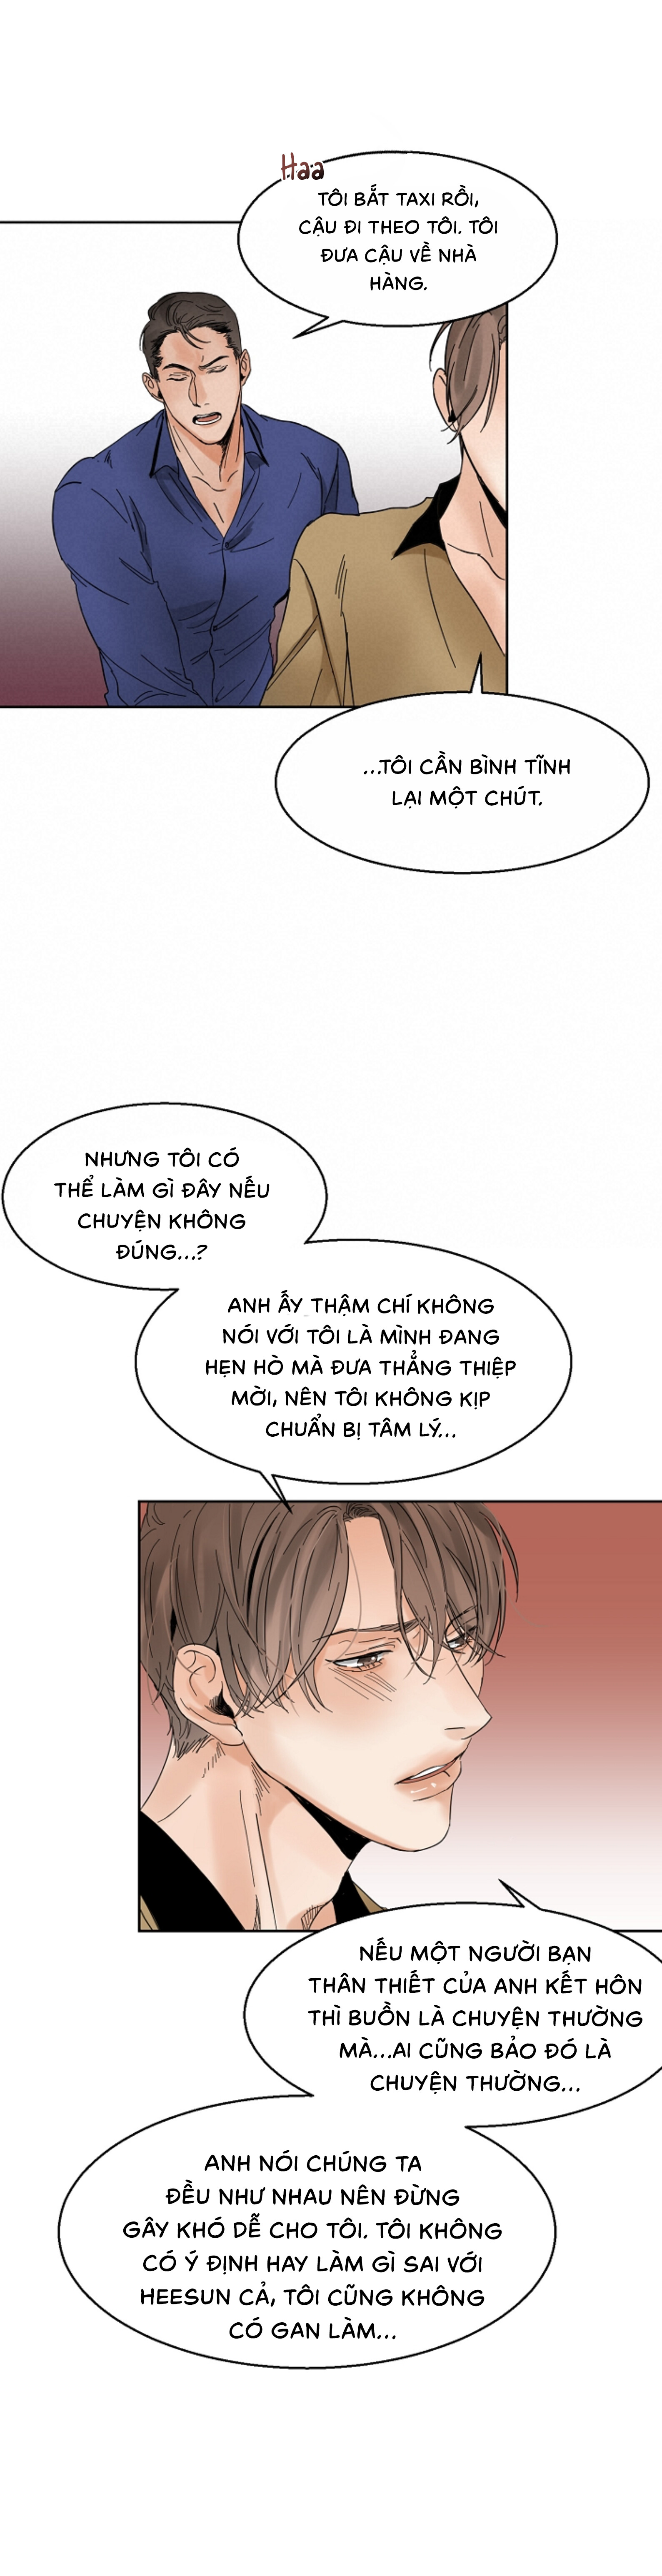 Haa
TÔI BẮT TAXI RỒI,
CẬU ĐI THEO TÔI. TÔI
ĐƯA CẬU VỀ NHÀ
HÀNG.
...TÔI CẦN BÌNH TĨNH
LẠI MỘT CHÚT.
NHƯNG TÔI CÓ
THỂ LÀM GÌ ĐÂY NẾU
CHUYỆN KHÔNG
ĐÚNG...?
ANH ẤY THẬM CHÍ KHÔNG
NÓI VỚI TÔI LÀ MÌNH ĐANG
HẸN HÒ MÀ ĐƯA THẲNG THIỆP
MỜI, NÊN TÔI KHÔNG KỊP
CHUẨN BỊ TÂM LÝ...
NẾU MỘT NGƯỜI BẠN
THÂN THIẾT CỦA ANH KẾT HÔN
THÌ BUỒN LÀ CHUYỆN THƯỜNG
MÀ...AI CŨNG BẢO ĐÓ LÀ
CHUYỆN THƯỜNG...
ANH NÓI CHÚNG TA
ĐỀU NHƯ NHAU NÊN ĐỪNG
GÂY KHÓ DỄ CHO TÔI. TÔI KHÔNG
CÓ Ý ĐỊNH HAY LÀM GÌ SAI VỚI
HEESUN CẢ, TÔI CŨNG KHÔNG
CÓ GAN LÀM...